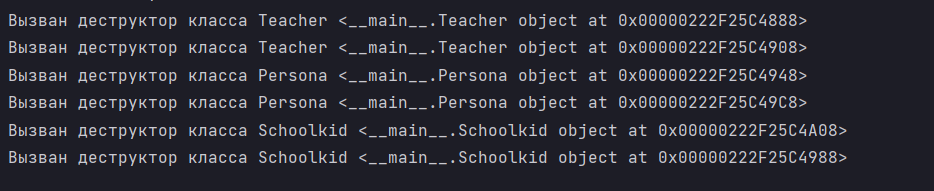 Вызван деструктор класса Teacher <__main__.Teacher object at 0x00000222F25C4888>
Вызван деструктор класса Teacher <__main__.Teacher object at 0x00000222F25C4908>
Вызван деструктор класса Persona <__main__.Persona object at 0x00000222F25C4948>
Вызван деструктор класса Persona <__main__.Persona object at 0x00000222F25C49C8>
Вызван деструктор класса Schoolkid <__main__.Schoolkid object at 0x00000222F25C4A08>
Вызван деструктор класса Schoolkid <__main__.Schoolkid object at 0x00000222F25C4988>